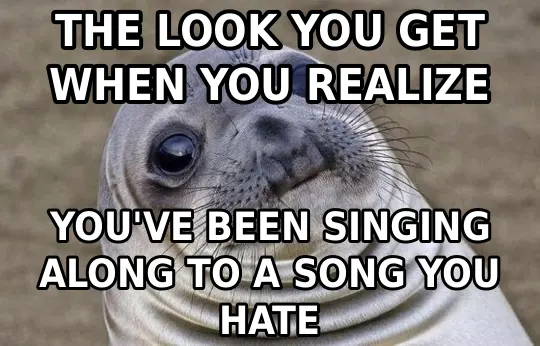 THE LOOK YOU GET
WHEN YOU REALIZE
YOU'VE BEEN SINGING
ALONG TO A SONG YOU
HATE